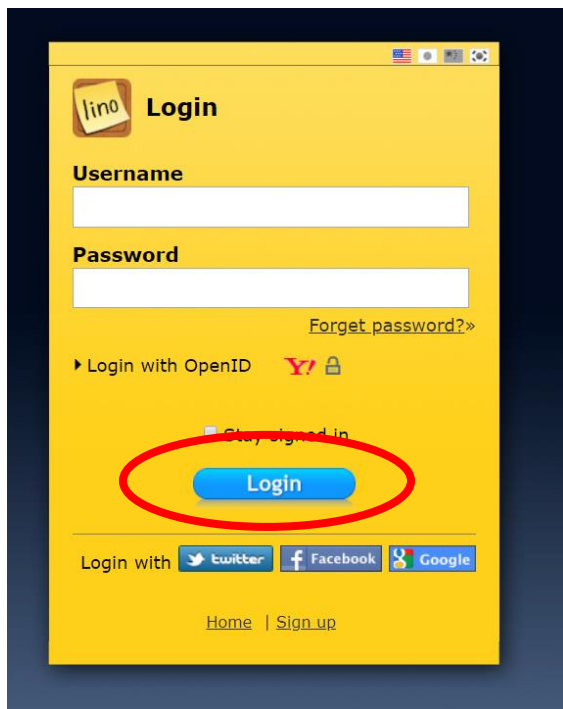 lino Login
Username
Password
Forget password?»
Login with OpenID Y!
Stay signed in
Login
Login with twitter f Facebook g Google
Home | Sign up